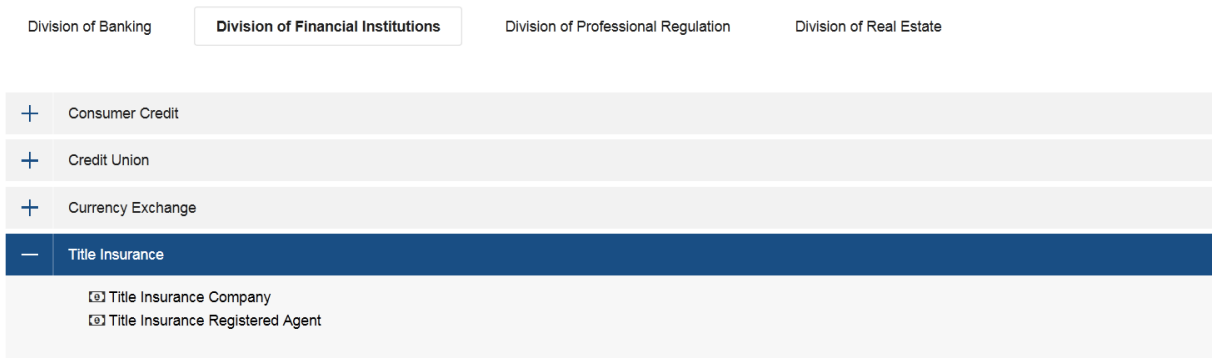 Division of Banking Division of Financial Institutions Division of Professional Regulation Division of Real Estate
Consumer Credit
Credit Union
Currency Exchange
Title Insurance
Title Insurance Company
Title Insurance Registered Agent